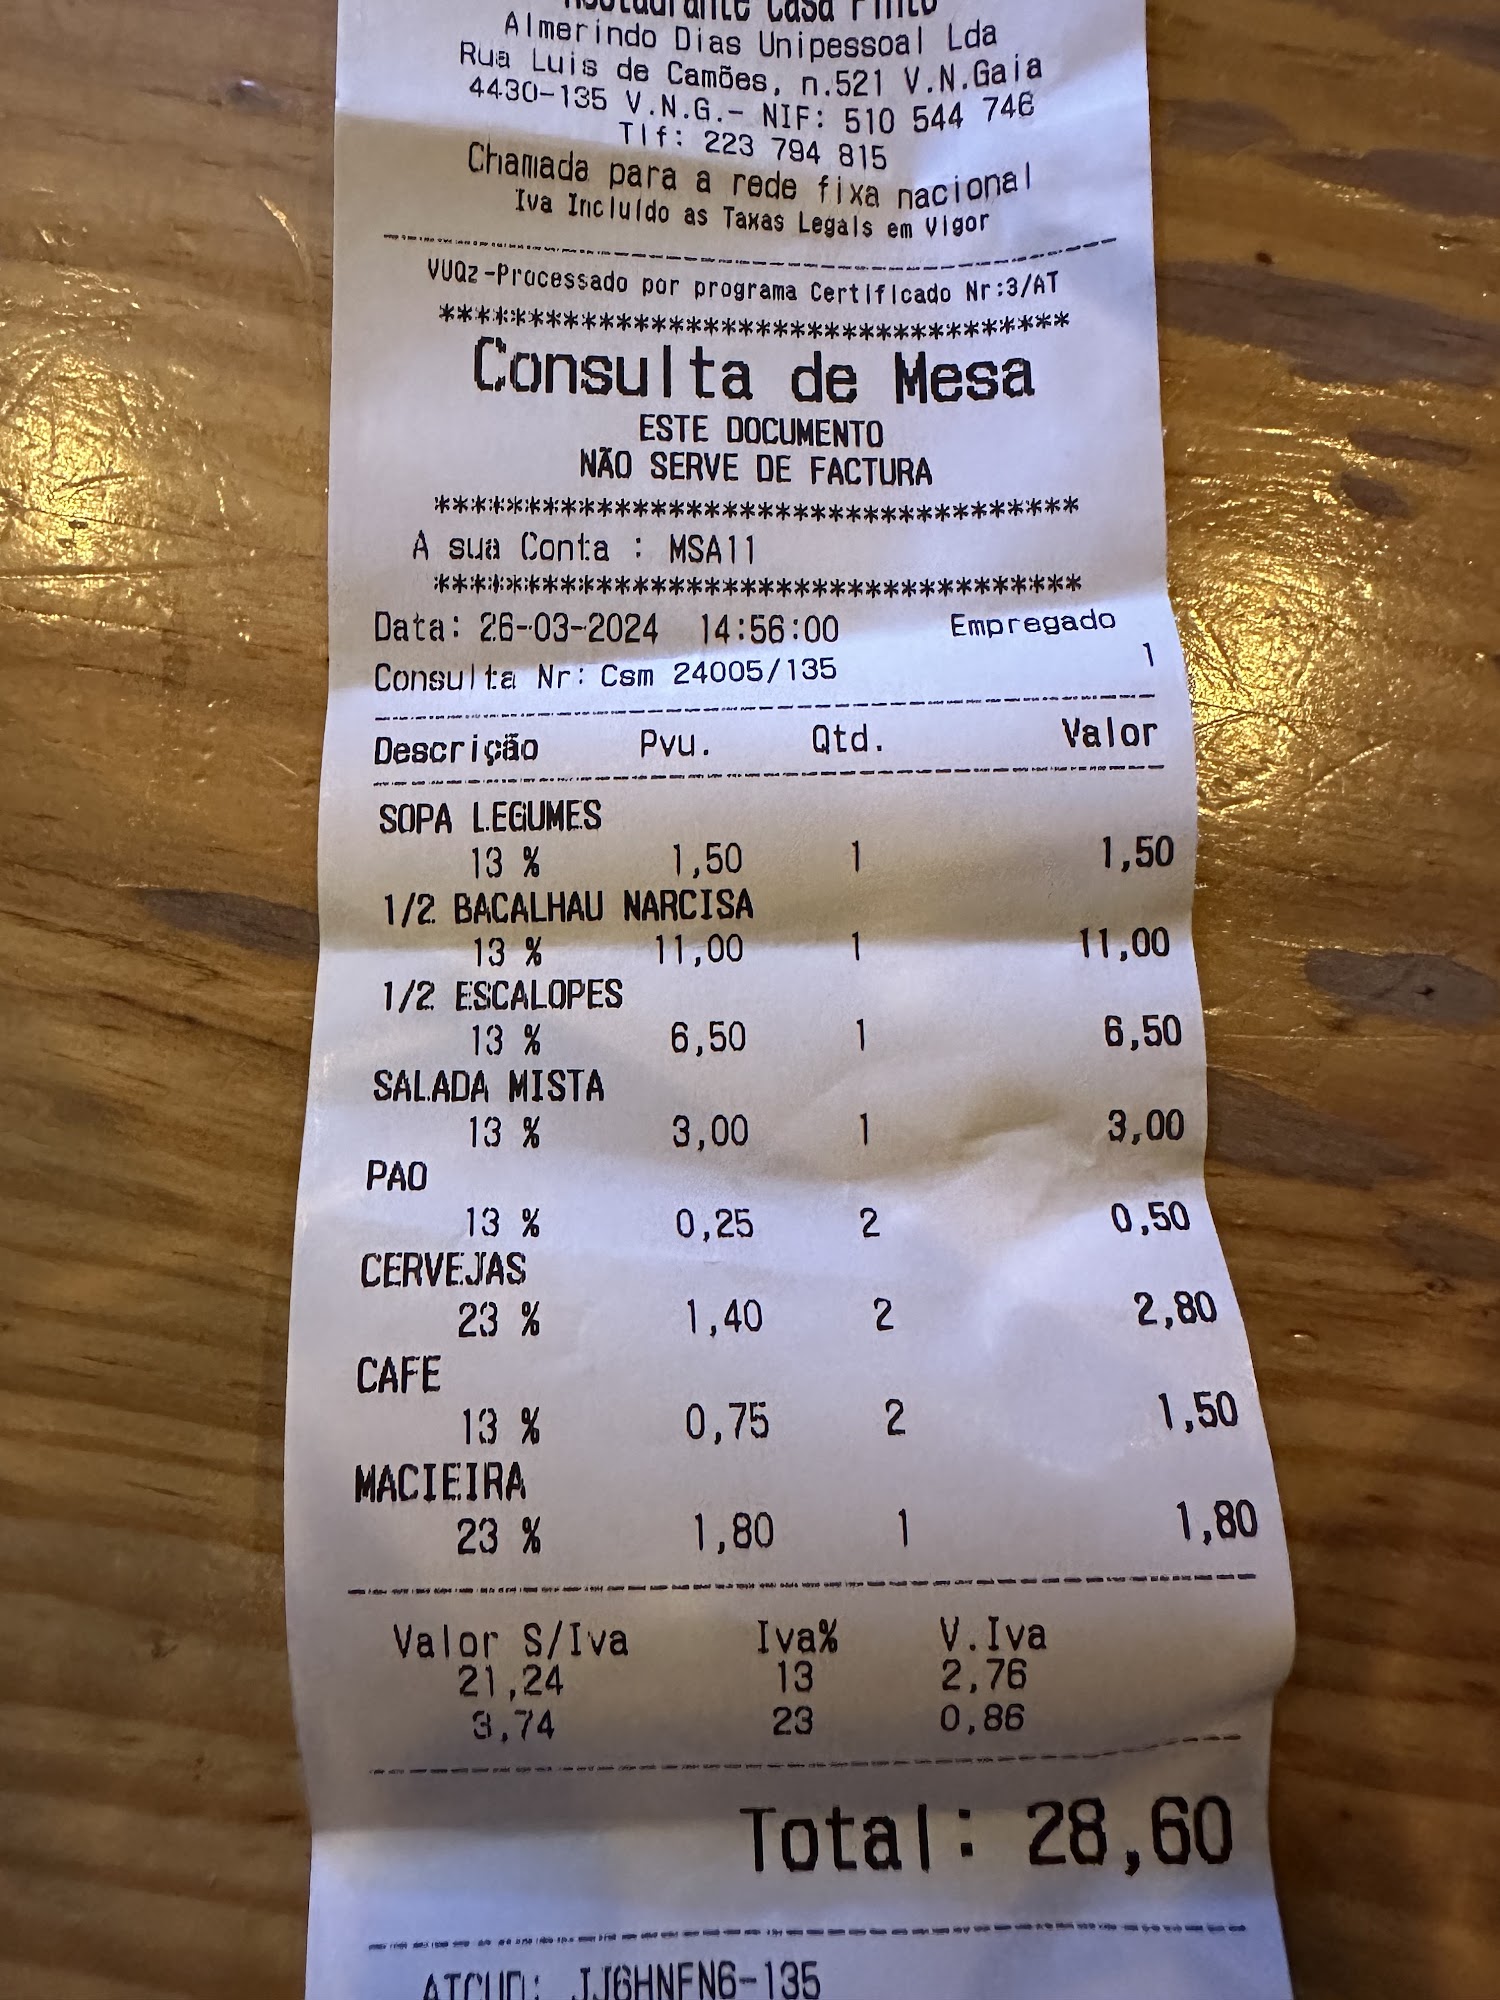 Restaurante Casa Pinto
Almerindo Dias Unipessoal Lda
Rua Luis de Camões, n.521 V.N.Gaia
4430-135 V.N.G.- NIF: 510 544 746
Tlf: 223 794 815
Chamada para a rede fixa nacional
Iva Incluído as Taxas Legais em Vigor
VUQz-Processado por programa Certificado Nr:3/AT
***********************************
Consulta de Mesa
ESTE DOCUMENTO
NÃO SERVE DE FACTURA
************************************
A sua Conta : MSA11
************************************
Data: 26-03-2024 14:56:00 Empregado
Consulta Nr: Csm 24005/135 1
Descrição Pvu. Qtd. Valor
SOPA LEGUMES
13 % 1,50 1 1,50
1/2 BACALHAU NARCISA
13 % 11,00 1 11,00
1/2 ESCALOPES
13 % 6,50 1 6,50
SALADA MISTA
13 % 3,00 1 3,00
PAO
13 % 0,25 2 0,50
CERVEJAS
23 % 1,40 2 2,80
CAFE
13 % 0,75 2 1,50
MACIEIRA
23 % 1,80 1 1,80
Valor S/Iva Iva% V.Iva
21,24 13 2,76
3,74 23 0,86
Total: 28,60
ATCUD: JJ6HNFN6-135